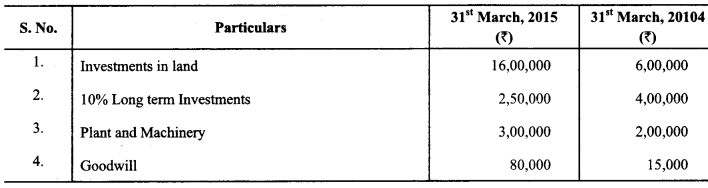 S. No. Particulars 31st March, 2015 (₹) 31st March, 20104 (₹)
1. Investments in land 16,00,000 6,00,000
2. 10% Long term Investments 2,50,000 4,00,000
3. Plant and Machinery 3,00,000 2,00,000
4. Goodwill 80,000 15,000